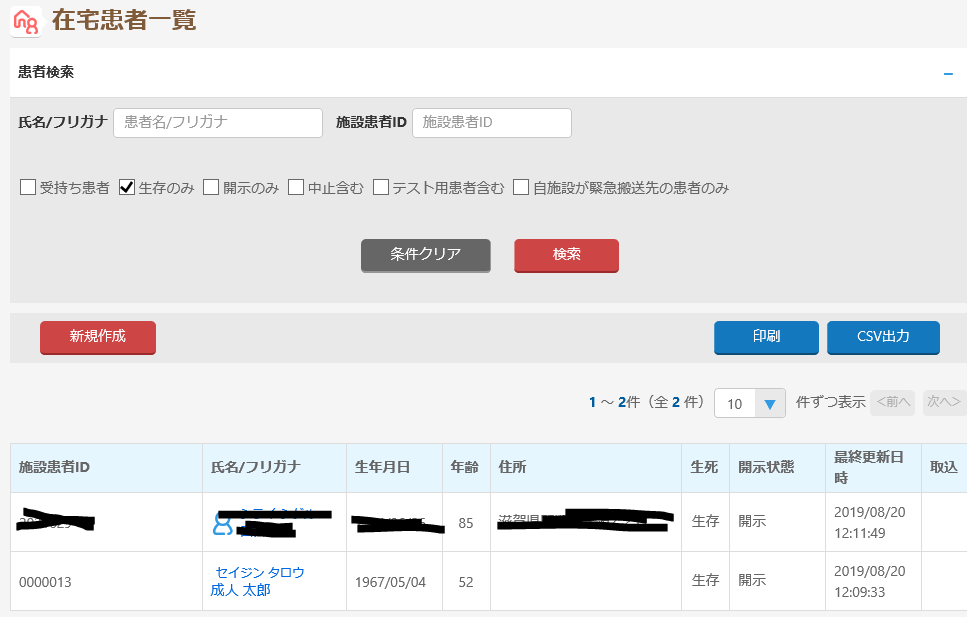 在宅患者一覧
患者検索
氏名/フリガナ 患者名/フリガナ 施設患者ID 施設患者ID
受持ち患者 生存のみ 開示のみ 中止含む テスト用患者含む 自施設が緊急搬送先の患者のみ
条件クリア 検索
新規作成 印刷 CSV出力
1 ～ 2件（全 2 件） 10 ▼ 件ずつ表示 <前へ 次へ>
施設患者ID 氏名/フリガナ 生年月日 年齢 住所 生死 開示状態 最終更新日時 取込
85 滋賀県 生存 開示 2019/08/20
12:11:49
0000013 セイジン タロウ
成人 太郎 1967/05/04 52 生存 開示 2019/08/20
12:09:33